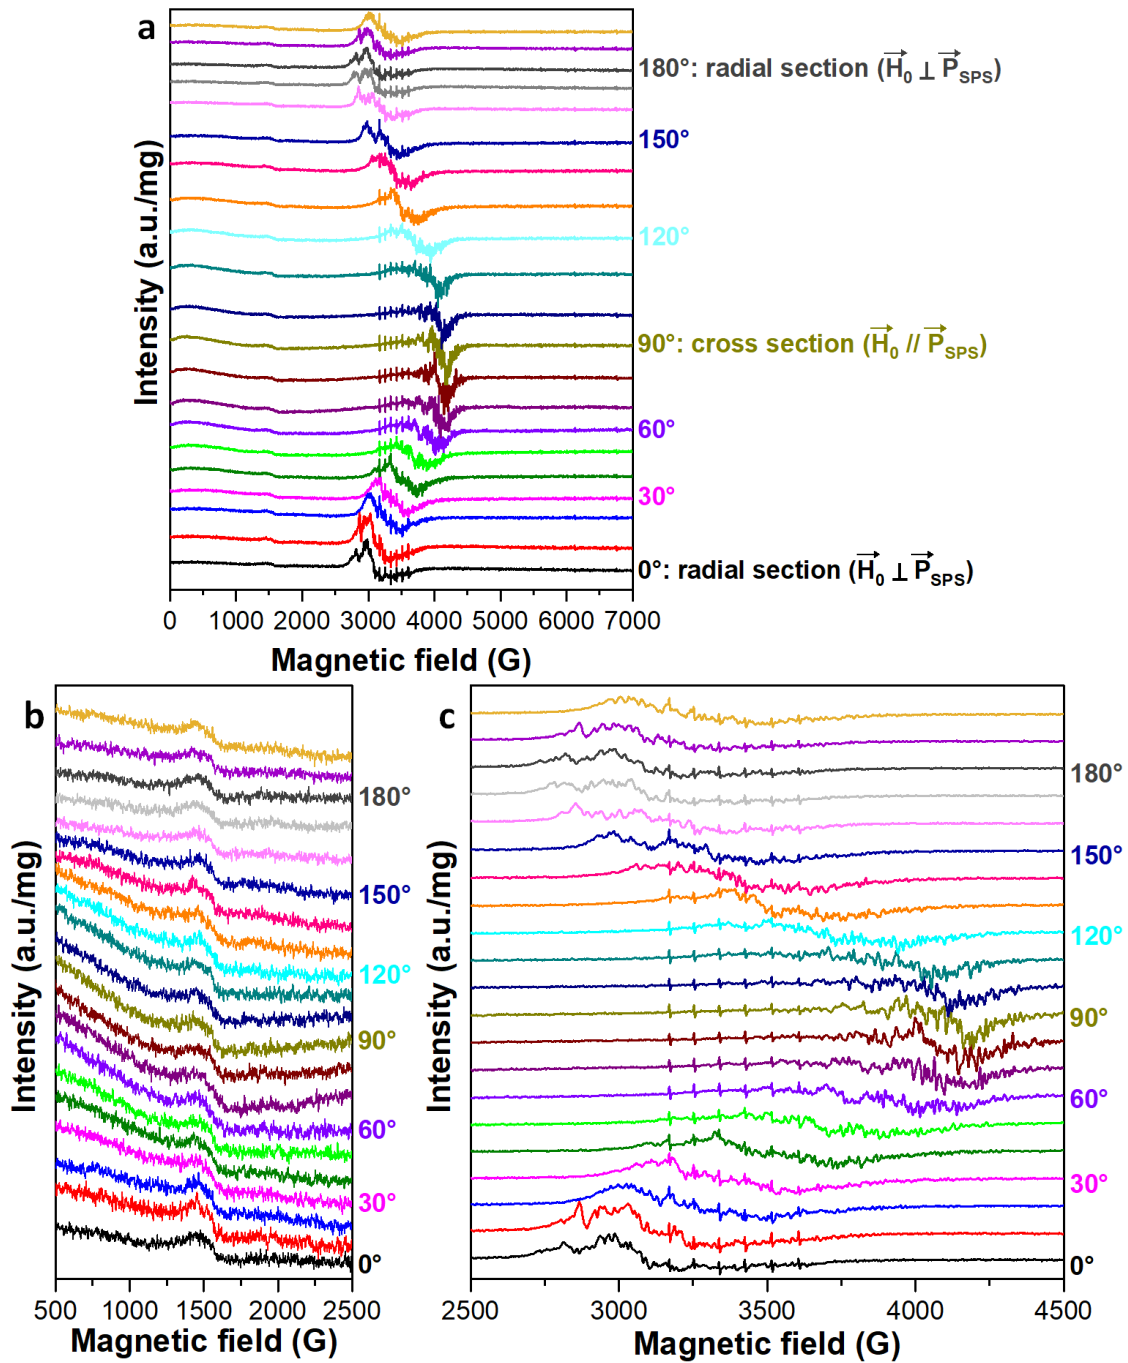 a
Intensity (a.u./mg)
180°: radial section (H₀ ⊥ P_SPS)
150°
120°
90°: cross section (H₀ // P_SPS)
60°
30°
0°: radial section (H₀ ⊥ P_SPS)
0 1000 2000 3000 4000 5000 6000 7000
Magnetic field (G)
b
Intensity (a.u./mg)
180°
150°
120°
90°
60°
30°
0°
500 1000 1500 2000 2500
Magnetic field (G)
c
Intensity (a.u./mg)
180°
150°
120°
90°
60°
30°
0°
2500 3000 3500 4000 4500
Magnetic field (G)